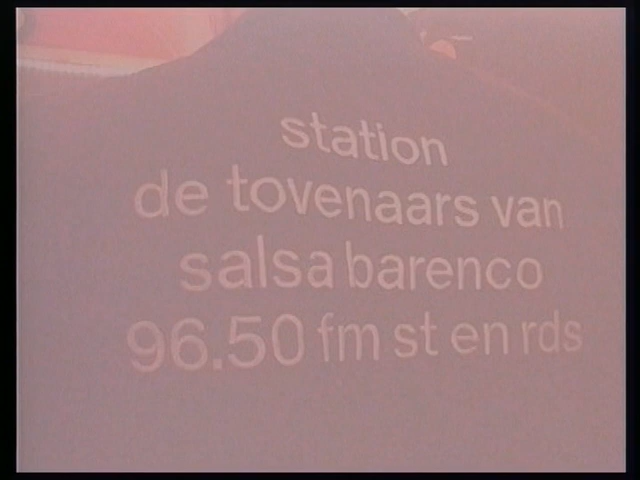 station
de tovenaars van
salsa barenco
96.50 fm st en rds